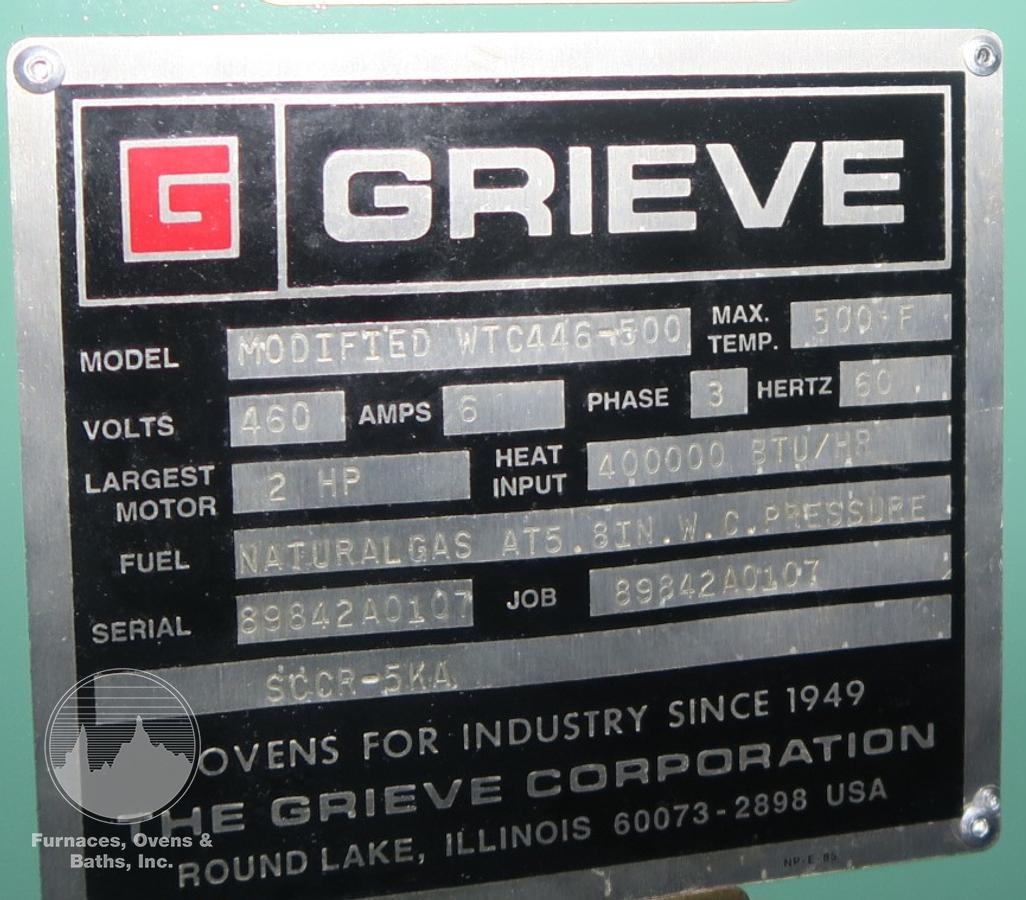 G GRIEVE
MODEL MODIFIED WTC446-500 MAX. TEMP. 500°F
VOLTS 460 AMPS 6 PHASE 3 HERTZ 60
LARGEST MOTOR 2 HP HEAT INPUT 400000 BTU/HR
FUEL NATURALGAS AT5.8IN.W.C.PRESSURE
SERIAL 89842A0107 JOB 89842A0107
SCCR-5KA
OVENS FOR INDUSTRY SINCE 1949
THE GRIEVE CORPORATION
ROUND LAKE, ILLINOIS 60073-2898 USA
Furnaces, Ovens &
Baths, Inc.